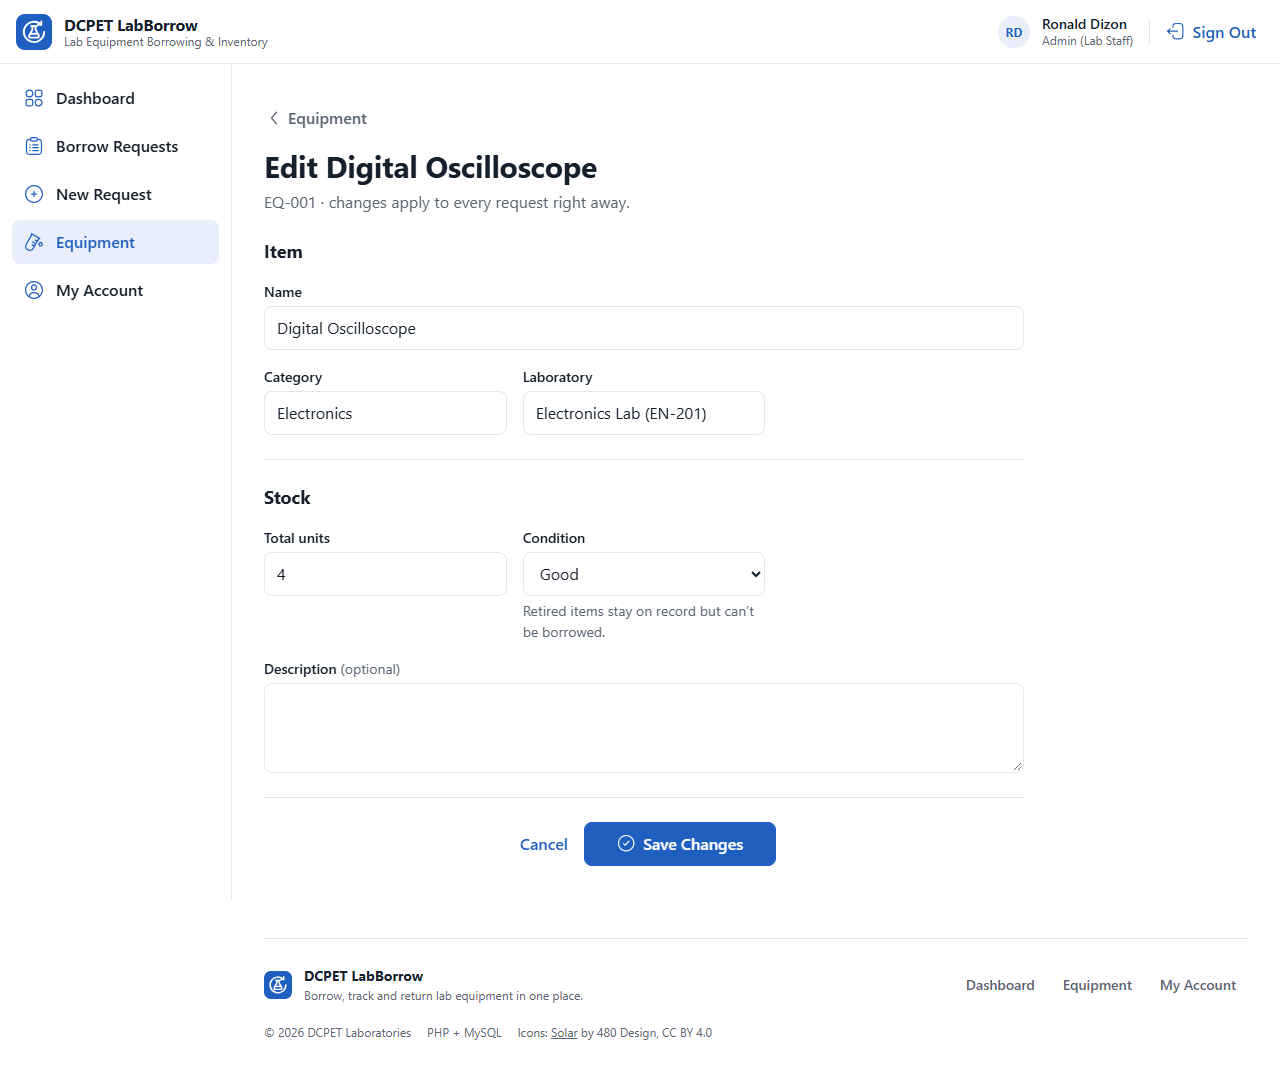 DCPET LabBorrow
Lab Equipment Borrowing & Inventory
RD
Ronald Dizon
Admin (Lab Staff)
Sign Out
Dashboard
Borrow Requests
New Request
Equipment
My Account
Equipment
Edit Digital Oscilloscope
EQ-001 · changes apply to every request right away.
Item
Name
Digital Oscilloscope
Category
Laboratory
Electronics
Electronics Lab (EN-201)
Stock
Total units
Condition
4
Good
Retired items stay on record but can't
be borrowed.
Description (optional)
Cancel
Save Changes
DCPET LabBorrow
Borrow, track and return lab equipment in one place.
Dashboard
Equipment
My Account
© 2026 DCPET Laboratories
PHP + MySQL
Icons: Solar by 480 Design, CC BY 4.0